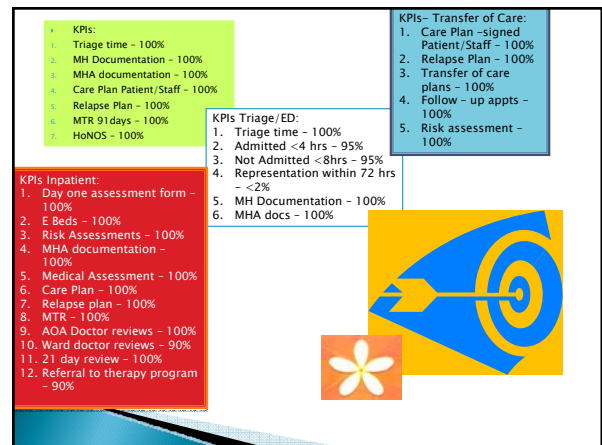 KPIs:
1. Triage time – 100%
2. MH Documentation – 100%
3. MHA documentation – 100%
4. Care Plan Patient/Staff – 100%
5. Relapse Plan – 100%
6. MTR 91days – 100%
7. HoNOS – 100%
KPIs– Transfer of Care:
1. Care Plan –signed
Patient/Staff – 100%
2. Relapse Plan – 100%
3. Transfer of care
plans – 100%
4. Follow – up appts –
100%
5. Risk assessment –
100%
KPIs Triage/ED:
1. Triage time – 100%
2. Admitted <4 hrs – 95%
3. Not Admitted <8hrs – 95%
4. Representation within 72 hrs
– <2%
5. MH Documentation – 100%
6. MHA docs – 100%
KPIs Inpatient:
1. Day one assessment form –
100%
2. E Beds – 100%
3. Risk Assessments – 100%
4. MHA documentation –
100%
5. Medical Assessment – 100%
6. Care Plan – 100%
7. Relapse plan – 100%
8. MTR – 100%
9. AOA Doctor reviews – 100%
10. Ward doctor reviews – 90%
11. 21 day review – 100%
12. Referral to therapy program
– 90%